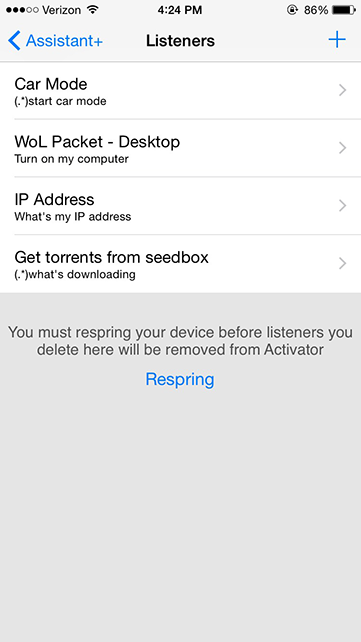 Verizon 4:24 PM 86%
Assistant+ Listeners +
Car Mode
(.*)start car mode
WoL Packet - Desktop
Turn on my computer
IP Address
What's my IP address
Get torrents from seedbox
(.*)what's downloading
You must respring your device before listeners you
delete here will be removed from Activator
Respring